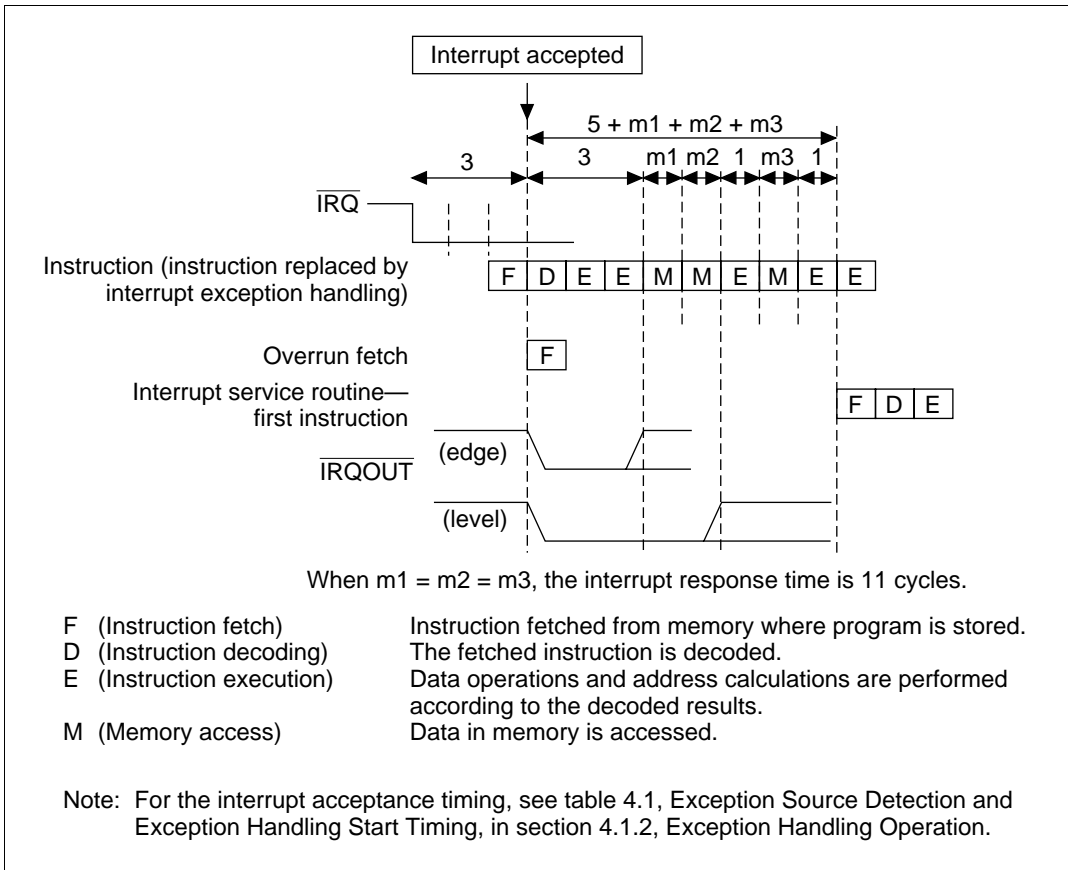 Interrupt accepted
5 + m1 + m2 + m3
3
3 m1 m2 1 m3 1
IRQ
Instruction (instruction replaced by
interrupt exception handling)
F D E E M M E M E E
Overrun fetch
F
Interrupt service routine—
first instruction
F D E
IRQOUT
(edge)
(level)
When m1 = m2 = m3, the interrupt response time is 11 cycles.
F (Instruction fetch) Instruction fetched from memory where program is stored.
D (Instruction decoding) The fetched instruction is decoded.
E (Instruction execution) Data operations and address calculations are performed
according to the decoded results.
M (Memory access) Data in memory is accessed.
Note: For the interrupt acceptance timing, see table 4.1, Exception Source Detection and
Exception Handling Start Timing, in section 4.1.2, Exception Handling Operation.